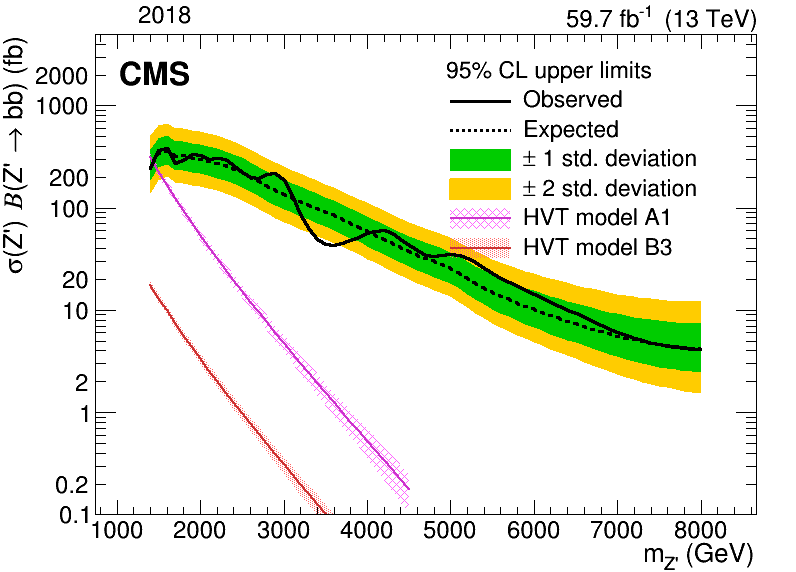 2018
59.7 fb⁻¹ (13 TeV)
σ(Z') B(Z' → bb) (fb)
CMS
95% CL upper limits
Observed
Expected
± 1 std. deviation
± 2 std. deviation
HVT model A1
HVT model B3
2000
1000
200
100
20
10
2
1
0.2
0.1
1000 2000 3000 4000 5000 6000 7000 8000
m_Z' (GeV)